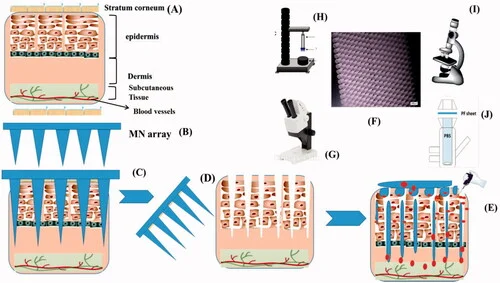 Stratum corneum (A)
epidermis
Dermis
Subcutaneous
Tissue
Blood vessels
MN array (B)
(C)
(D)
(H)
(I)
(F)
(G)
(J)
PF sheet
PBS
(E)